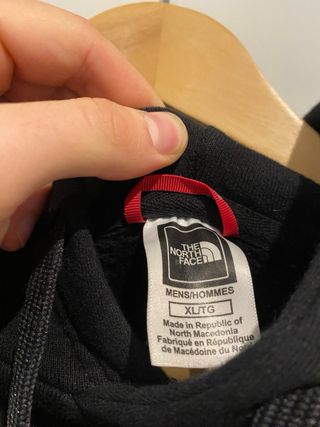 THE
NORTH
FACE
MENS/HOMMES
XL/TG
Made in Republic of
North Macedonia
Fabriqué en République
de Macédoine du No